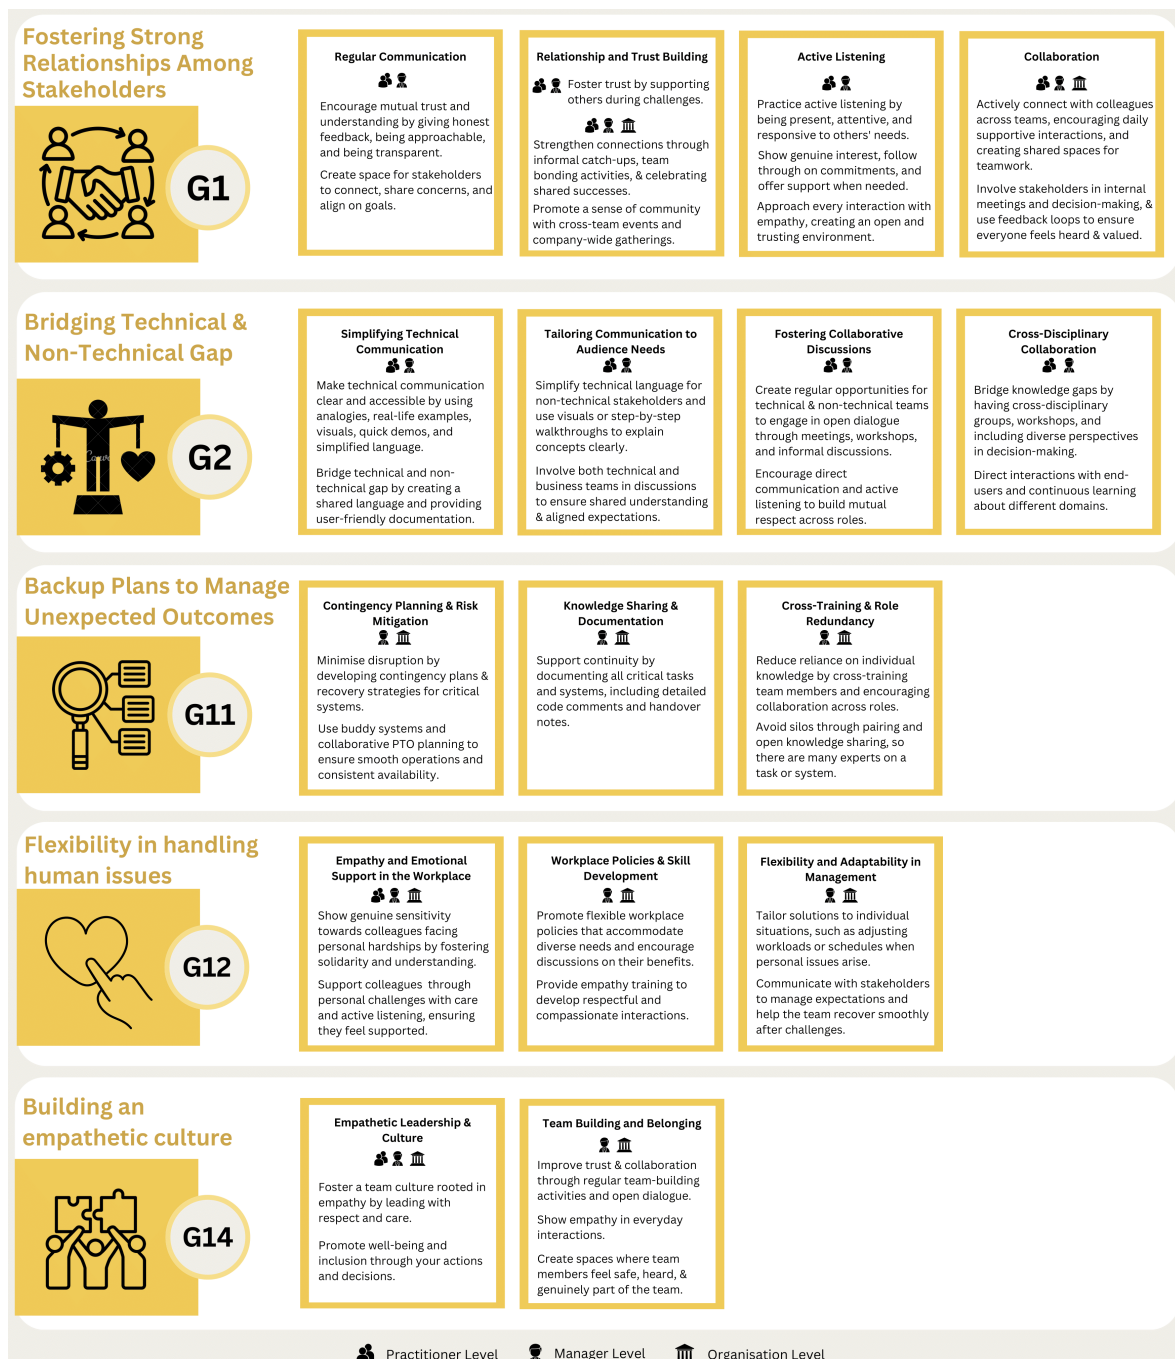 Fostering Strong
Relationships Among
Stakeholders
G1
Regular Communication
Encourage mutual trust and
understanding by giving honest
feedback, being approachable,
and being transparent.
Create space for stakeholders
to connect, share concerns, and
align on goals.
Relationship and Trust Building
Foster trust by supporting
others during challenges.
Strengthen connections through
informal catch-ups, team
bonding activities, & celebrating
shared successes.
Promote a sense of community
with cross-team events and
company-wide gatherings.
Active Listening
Practice active listening by
being present, attentive, and
responsive to others' needs.
Show genuine interest, follow
through on commitments, and
offer support when needed.
Approach every interaction with
empathy, creating an open and
trusting environment.
Collaboration
Actively connect with colleagues
across teams, encouraging daily
supportive interactions, and
creating shared spaces for
teamwork.
Involve stakeholders in internal
meetings and decision-making, &
use feedback loops to ensure
everyone feels heard & valued.
Bridging Technical &
Non-Technical Gap
Canva
G2
Simplifying Technical
Communication
Make technical communication
clear and accessible by using
analogies, real-life examples,
visuals, quick demos, and
simplified language.
Bridge technical and non-
technical gap by creating a
shared language and providing
user-friendly documentation.
Tailoring Communication to
Audience Needs
Simplify technical language for
non-technical stakeholders and
use visuals or step-by-step
walkthroughs to explain
concepts clearly.
Involve both technical and
business teams in discussions
to ensure shared understanding
& aligned expectations.
Fostering Collaborative
Discussions
Create regular opportunities for
technical & non-technical teams
to engage in open dialogue
through meetings, workshops,
and informal discussions.
Encourage direct
communication and active
listening to build mutual
respect across roles.
Cross-Disciplinary
Collaboration
Bridge knowledge gaps by
having cross-disciplinary
groups, workshops, and
including diverse perspectives
in decision-making.
Direct interactions with end-
users and continuous learning
about different domains.
Backup Plans to Manage
Unexpected Outcomes
G11
Contingency Planning & Risk
Mitigation
Minimise disruption by
developing contingency plans &
recovery strategies for critical
systems.
Use buddy systems and
collaborative PTO planning to
ensure smooth operations and
consistent availability.
Knowledge Sharing &
Documentation
Support continuity by
documenting all critical tasks
and systems, including detailed
code comments and handover
notes.
Cross-Training & Role
Redundancy
Reduce reliance on individual
knowledge by cross-training
team members and encouraging
collaboration across roles.
Avoid silos through pairing and
open knowledge sharing, so
there are many experts on a
task or system.
Flexibility in handling
human issues
G12
Empathy and Emotional
Support in the Workplace
Show genuine sensitivity
towards colleagues facing
personal hardships by fostering
solidarity and understanding.
Support colleagues through
personal challenges with care
and active listening, ensuring
they feel supported.
Workplace Policies & Skill
Development
Promote flexible workplace
policies that accommodate
diverse needs and encourage
discussions on their benefits.
Provide empathy training to
develop respectful and
compassionate interactions.
Flexibility and Adaptability in
Management
Tailor solutions to individual
situations, such as adjusting
workloads or schedules when
personal issues arise.
Communicate with stakeholders
to manage expectations and
help the team recover smoothly
after challenges.
Building an
empathetic culture
G14
Empathetic Leadership &
Culture
Foster a team culture rooted in
empathy by leading with
respect and care.
Promote well-being and
inclusion through your actions
and decisions.
Team Building and Belonging
Improve trust & collaboration
through regular team-building
activities and open dialogue.
Show empathy in everyday
interactions.
Create spaces where team
members feel safe, heard, &
genuinely part of the team.
Practitioner Level
Manager Level
Organisation Level